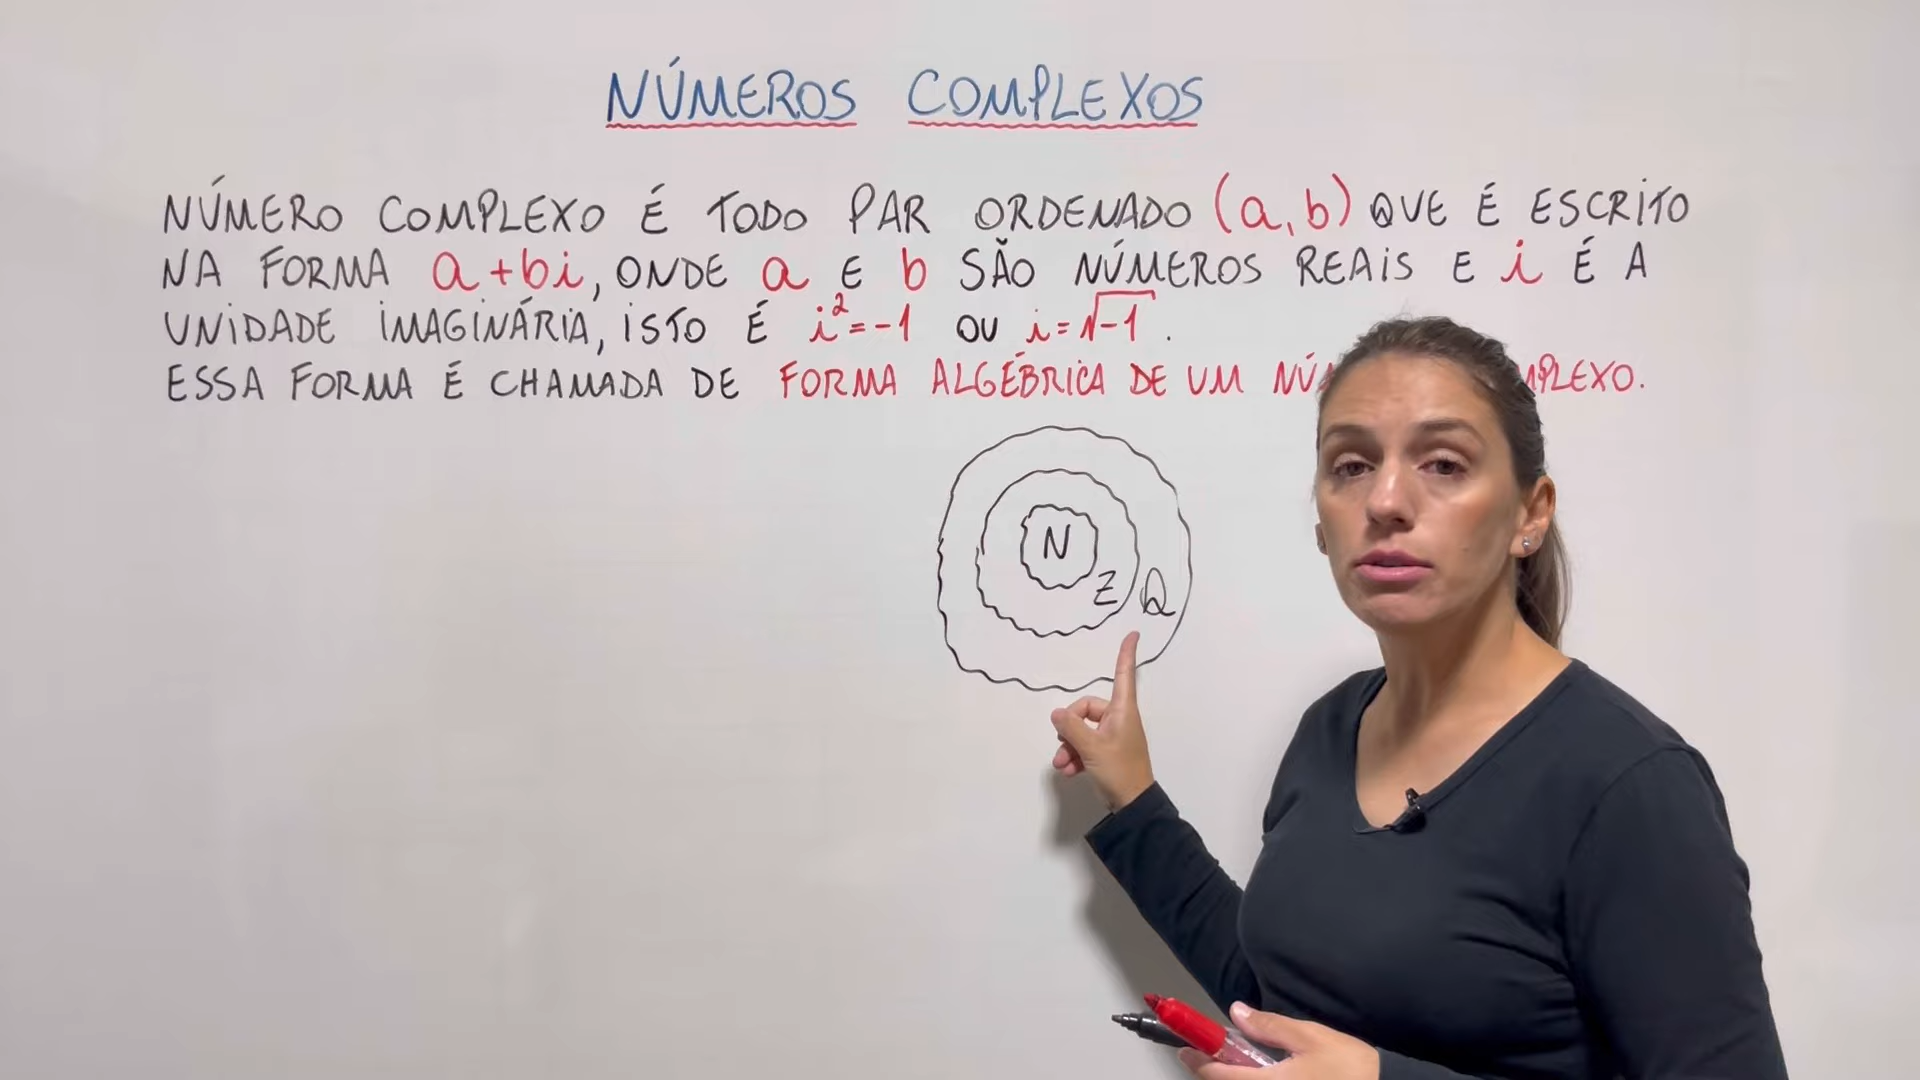 NÚMEROS COMPLEXOS
NÚMERO COMPLEXO É TODO PAR ORDENADO (a, b) QUE É ESCRITO
NA FORMA a + bi, ONDE a E b SÃO NÚMEROS REAIS E i É A
UNIDADE IMAGINÁRIA, ISTO É i² = -1 OU i = √-1.
ESSA FORMA É CHAMADA DE FORMA ALGÉBRICA DE UM
N
Z
Q